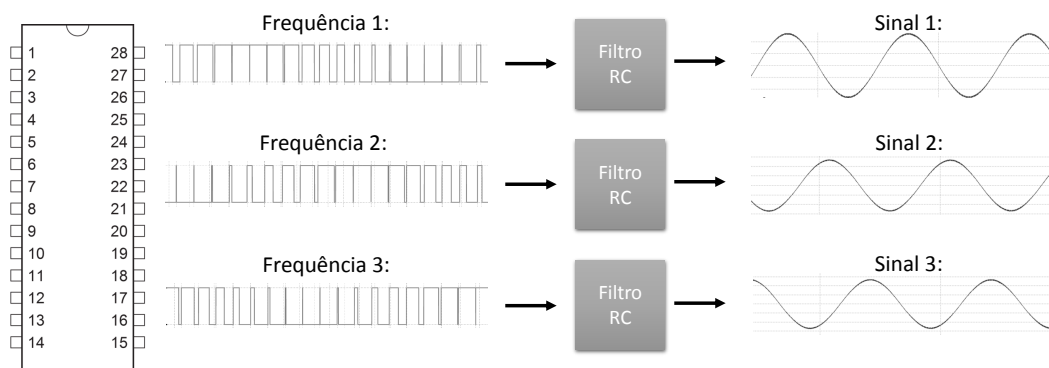 Frequência 1:
Sinal 1:
Filtro
RC
Frequência 2:
Sinal 2:
Filtro
RC
Frequência 3:
Sinal 3:
Filtro
RC
1 28
2 27
3 26
4 25
5 24
6 23
7 22
8 21
9 20
10 19
11 18
12 17
13 16
14 15